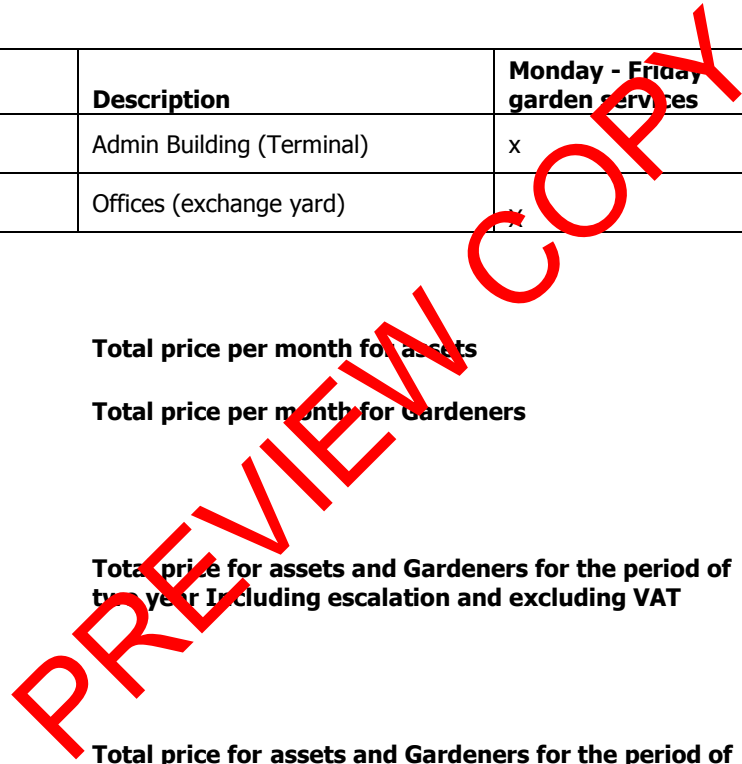 Monday - Friday
Description garden services
Admin Building (Terminal) x
Offices (exchange yard) x
Total price per month for assets
Total price per month for Gardeners
Total price for assets and Gardeners for the period of
two year Including escalation and excluding VAT
Total price for assets and Gardeners for the period of
PREVIEW COPY